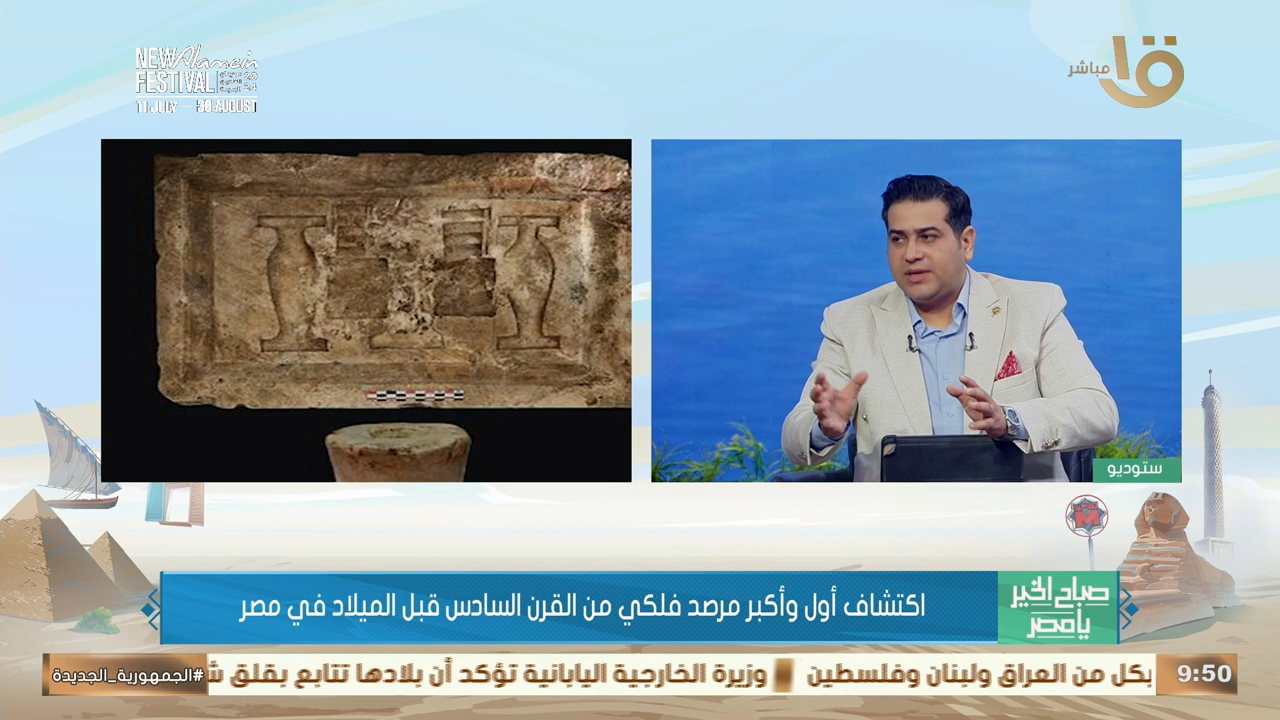 NEW Alamein
FESTIVAL
11 JULY — 30 AUGUST
مباشر
ستوديو
صباح الخير
يا مصر
اكتشاف أول وأكبر مرصد فلكي من القرن السادس قبل الميلاد في مصر
9:50
بكل من العراق ولبنان وفلسطين
وزيرة الخارجية اليابانية تؤكد أن بلادها تتابع بقلق
#الجمهورية_الجديدة